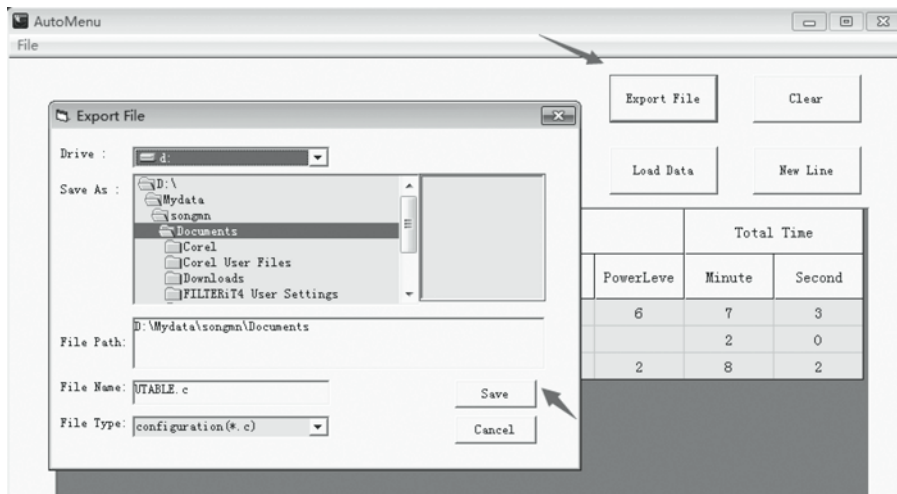 AutoMenu
File
Export File
Clear
Load Data
New Line
Total Time
PowerLeve
Minute
Second
6
7
3
2
0
2
8
2
Export File
Drive :
d:
Save As :
D:\
Mydata
songmn
Documents
Corel
Corel User Files
Downloads
FILTERiT4 User Settings
File Path:
D:\Mydata\songmn\Documents
File Name:
UTABLE.c
Save
File Type:
configuration(*.c)
Cancel